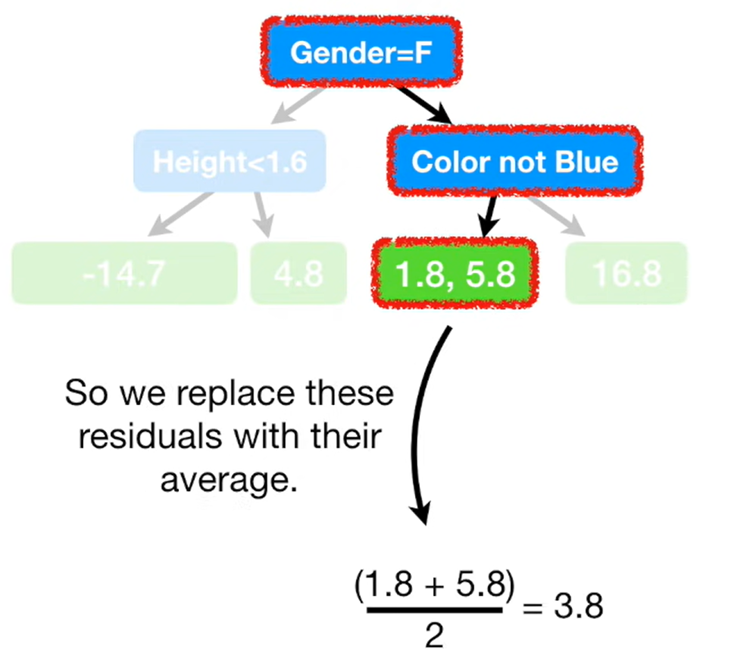 Gender=F
Height<1.6
Color not Blue
-14.7
4.8
1.8, 5.8
16.8
So we replace these
residuals with their
average.
(1.8 + 5.8)
2
= 3.8